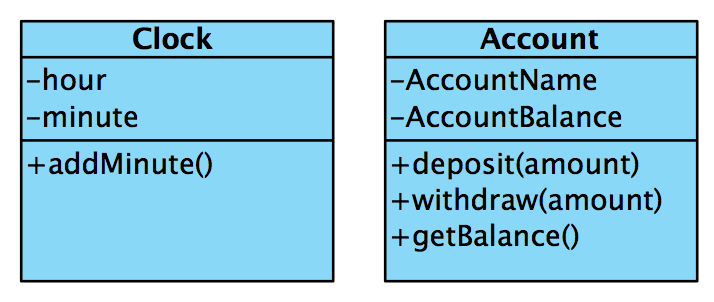 Clock
-hour
-minute
+addMinute()
Account
-AccountName
-AccountBalance
+deposit(amount)
+withdraw(amount)
+getBalance()